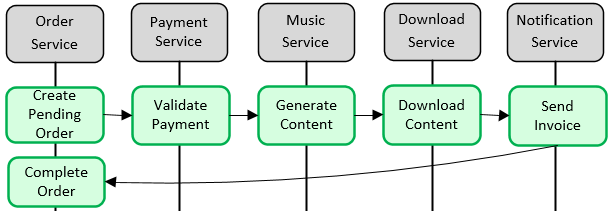 Order
Service
Payment
Service
Music
Service
Download
Service
Notification
Service
Create
Pending
Order
Validate
Payment
Generate
Content
Download
Content
Send
Invoice
Complete
Order